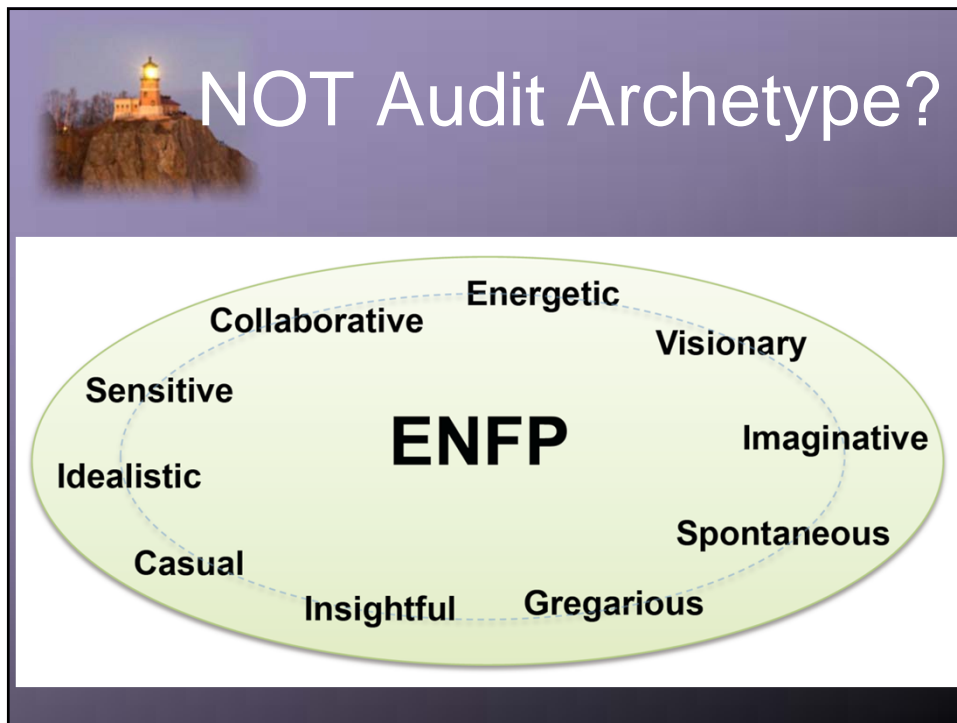 NOT Audit Archetype?
Energetic
Collaborative
Visionary
Sensitive
ENFP
Imaginative
Idealistic
Spontaneous
Casual
Insightful
Gregarious